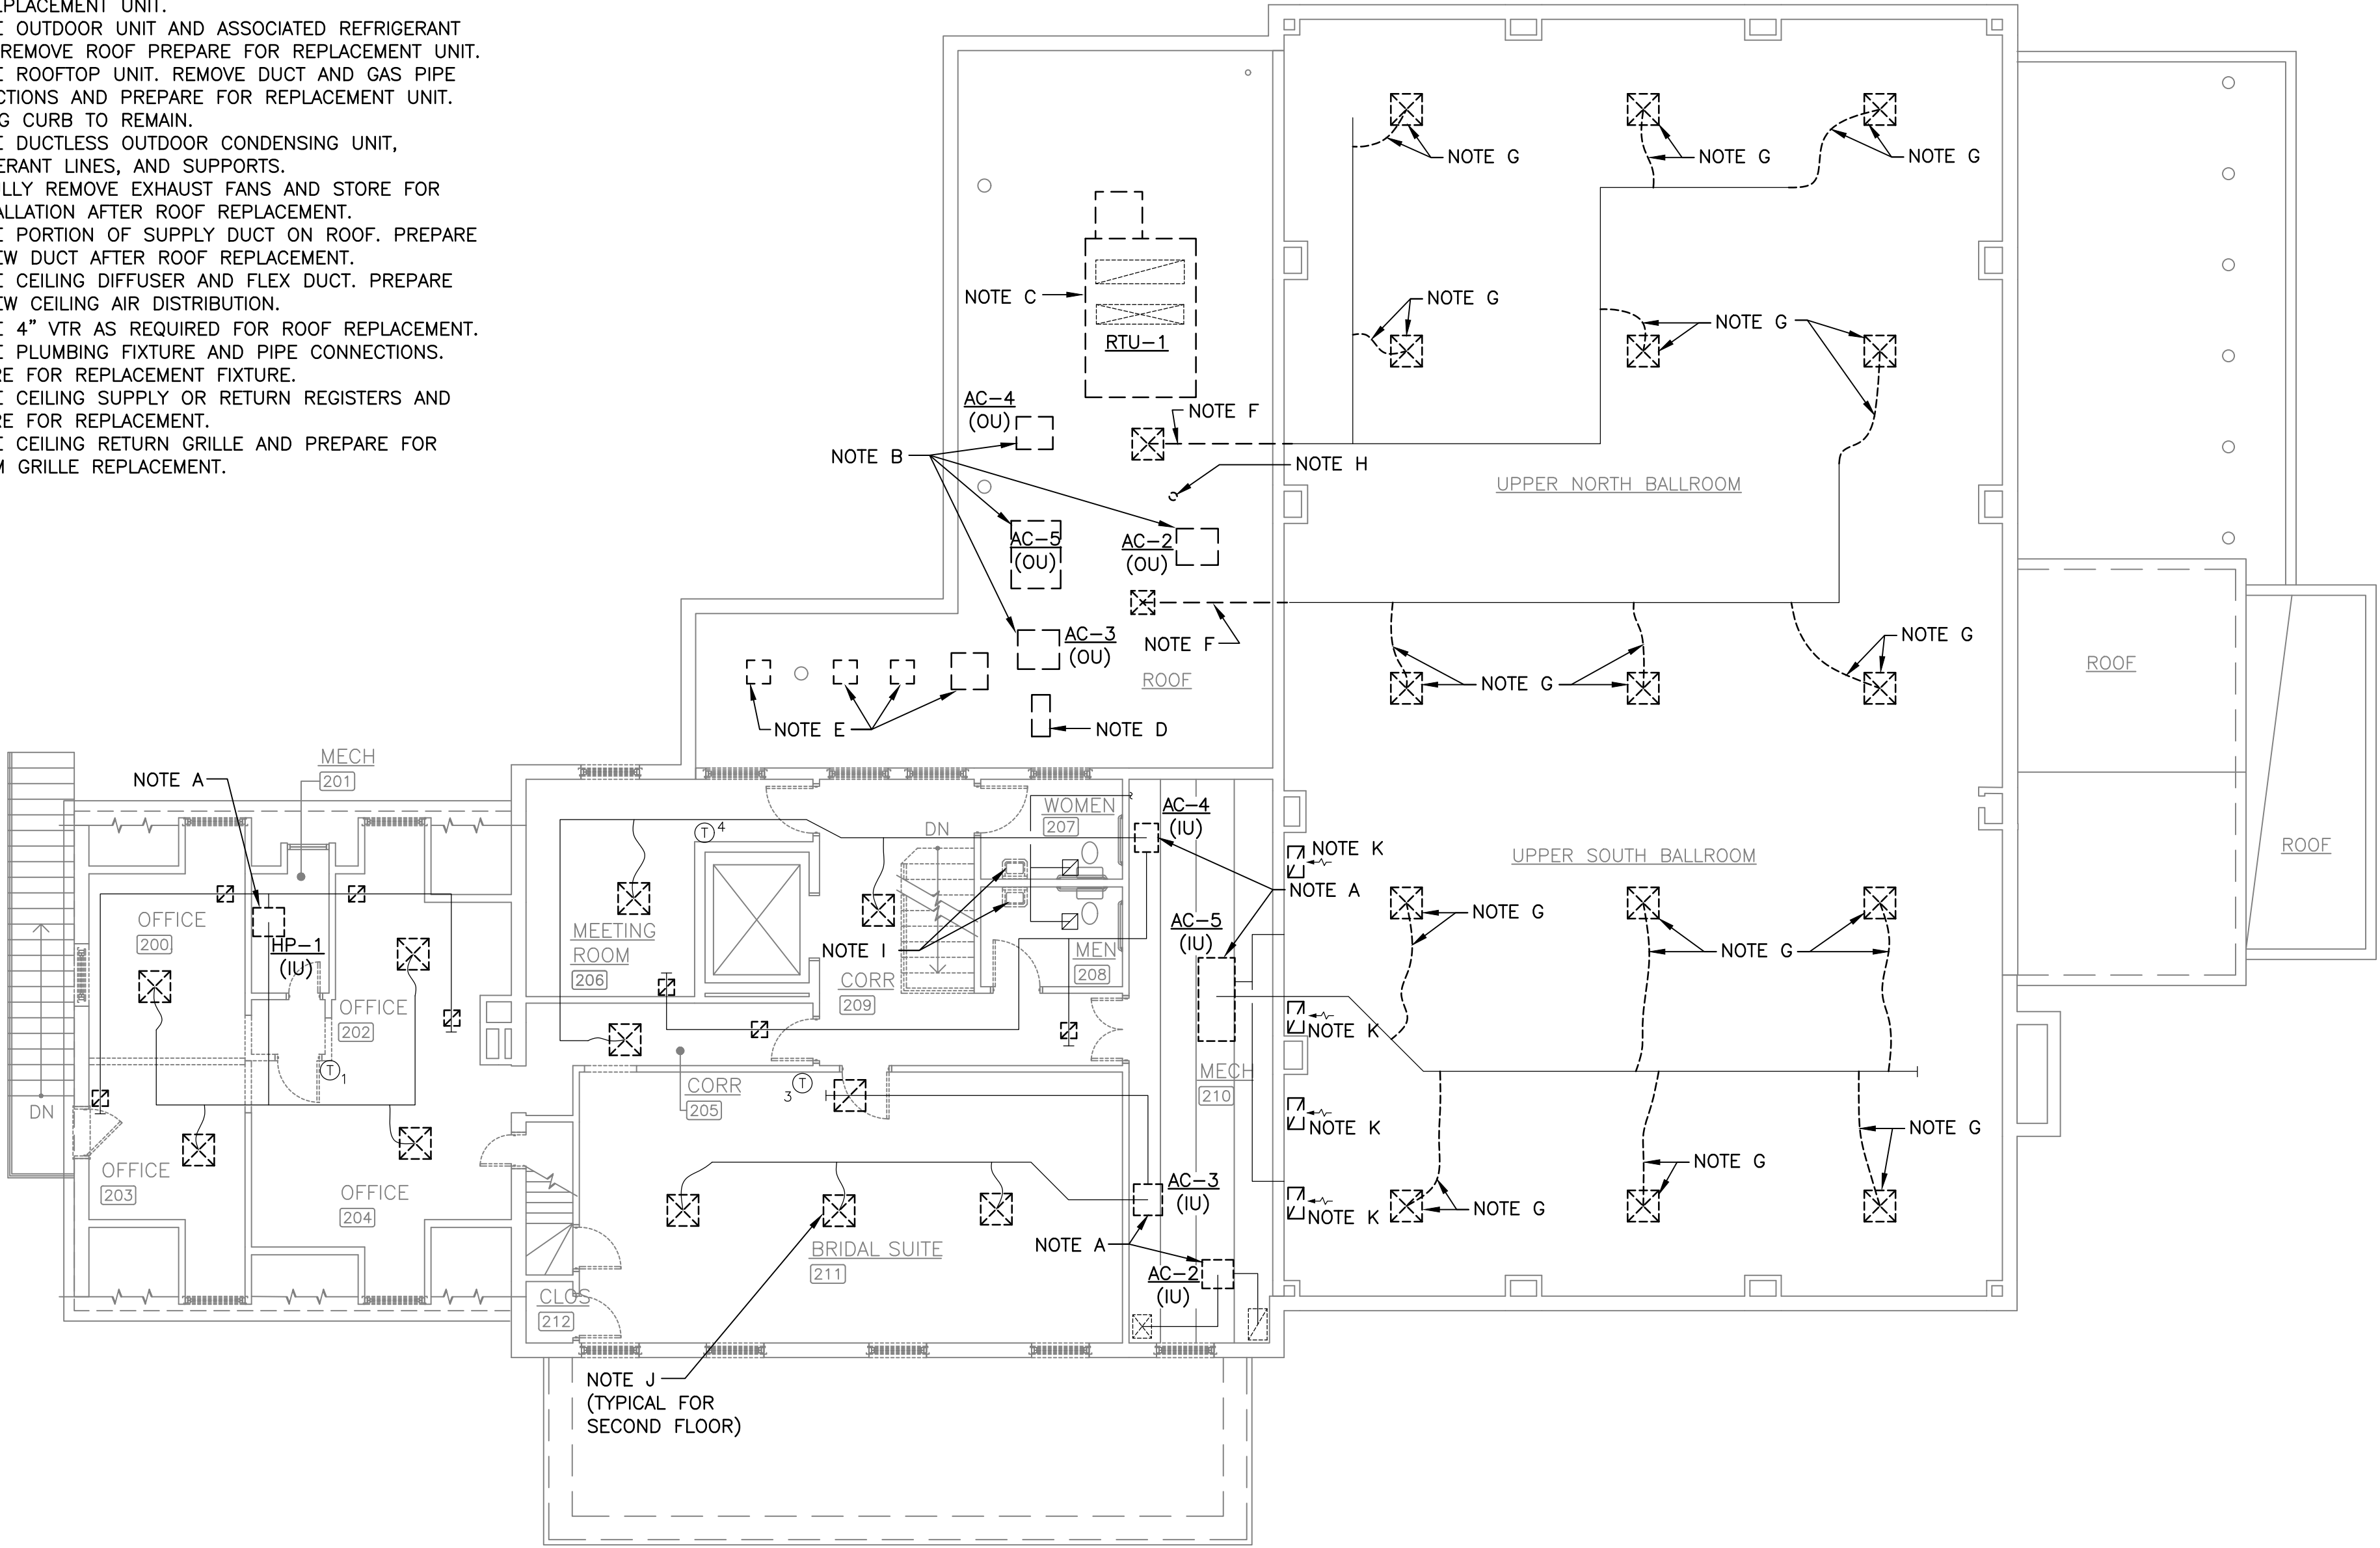 REPLACEMENT UNIT.
OUTDOOR UNIT AND ASSOCIATED REFRIGERANT
REMOVE ROOF PREPARE FOR REPLACEMENT UNIT.
ROOFTOP UNIT. REMOVE DUCT AND GAS PIPE
CTIONS AND PREPARE FOR REPLACEMENT UNIT.
G CURB TO REMAIN.
E DUCTLESS OUTDOOR CONDENSING UNIT,
ERANT LINES, AND SUPPORTS.
LLY REMOVE EXHAUST FANS AND STORE FOR
ALLATION AFTER ROOF REPLACEMENT.
E PORTION OF SUPPLY DUCT ON ROOF. PREPARE
EW DUCT AFTER ROOF REPLACEMENT.
E CEILING DIFFUSER AND FLEX DUCT. PREPARE
EW CEILING AIR DISTRIBUTION.
E 4" VTR AS REQUIRED FOR ROOF REPLACEMENT.
E PLUMBING FIXTURE AND PIPE CONNECTIONS.
RE FOR REPLACEMENT FIXTURE.
E CEILING SUPPLY OR RETURN REGISTERS AND
RE FOR REPLACEMENT.
E CEILING RETURN GRILLE AND PREPARE FOR
M GRILLE REPLACEMENT.
NOTE G
NOTE G
NOTE G
NOTE C
NOTE G
NOTE G
RTU-1
AC-4
(OU)
NOTE F
NOTE B
NOTE H
UPPER NORTH BALLROOM
AC-5
(OU)
AC-2
(OU)
AC-3
(OU)
NOTE F
NOTE G
ROOF
ROOF
NOTE G
NOTE E
NOTE D
MECH
201
NOTE A
WOMEN
207
AC-4
(IU)
T 4
DN
NOTE K
UPPER SOUTH BALLROOM
ROOF
NOTE A
OFFICE
200
HP-1
(IU)
MEETING
ROOM
206
NOTE I
MEN
208
AC-5
(IU)
NOTE G
NOTE G
CORR
209
OFFICE
202
NOTE K
T 1
DN
CORR
205
T
3
MECH
210
NOTE K
NOTE G
NOTE G
OFFICE
203
OFFICE
204
AC-3
(IU)
NOTE K
NOTE G
NOTE A
BRIDAL SUITE
211
AC-2
(IU)
CLOS
212
NOTE J
(TYPICAL FOR
SECOND FLOOR)